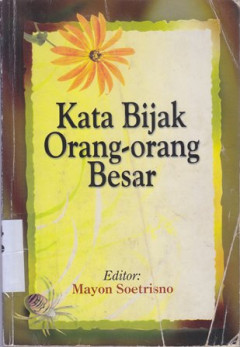 Kata Bijak
Orang-orang
Besar
Editor:
Mayon Soetrisno